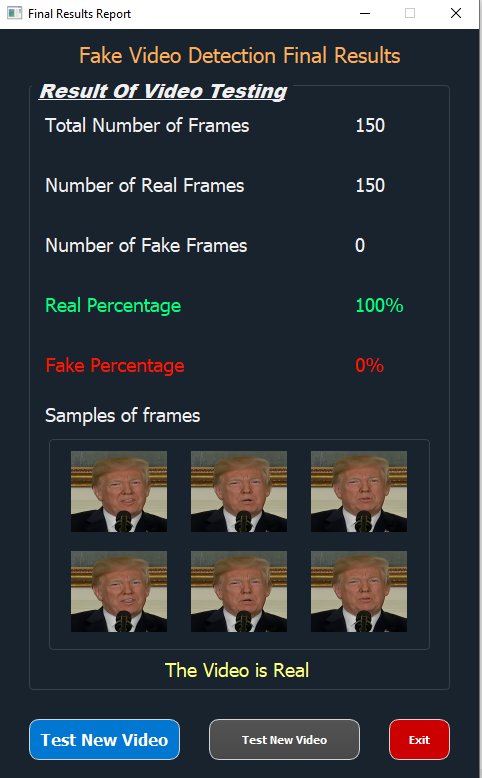 Final Results Report
Fake Video Detection Final Results
Result Of Video Testing
Total Number of Frames 150
Number of Real Frames 150
Number of Fake Frames 0
Real Percentage 100%
Fake Percentage 0%
Samples of frames
The Video is Real
Test New Video Test New Video Exit